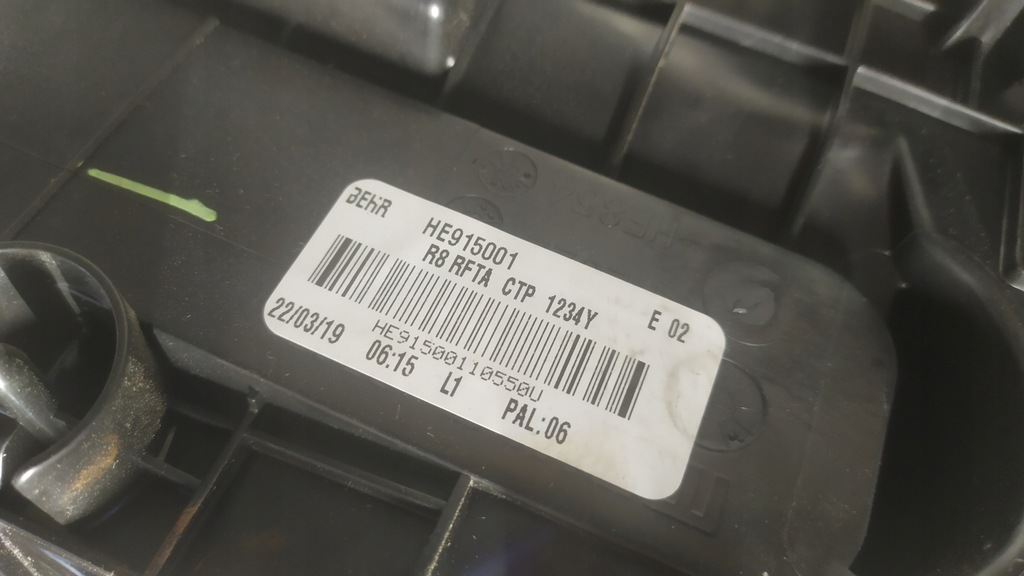 BEhR
HE915001
R8 RFTA CTP 1234Y E 02
HE91500110550U
22/03/19 06:15 L1 PAL:06